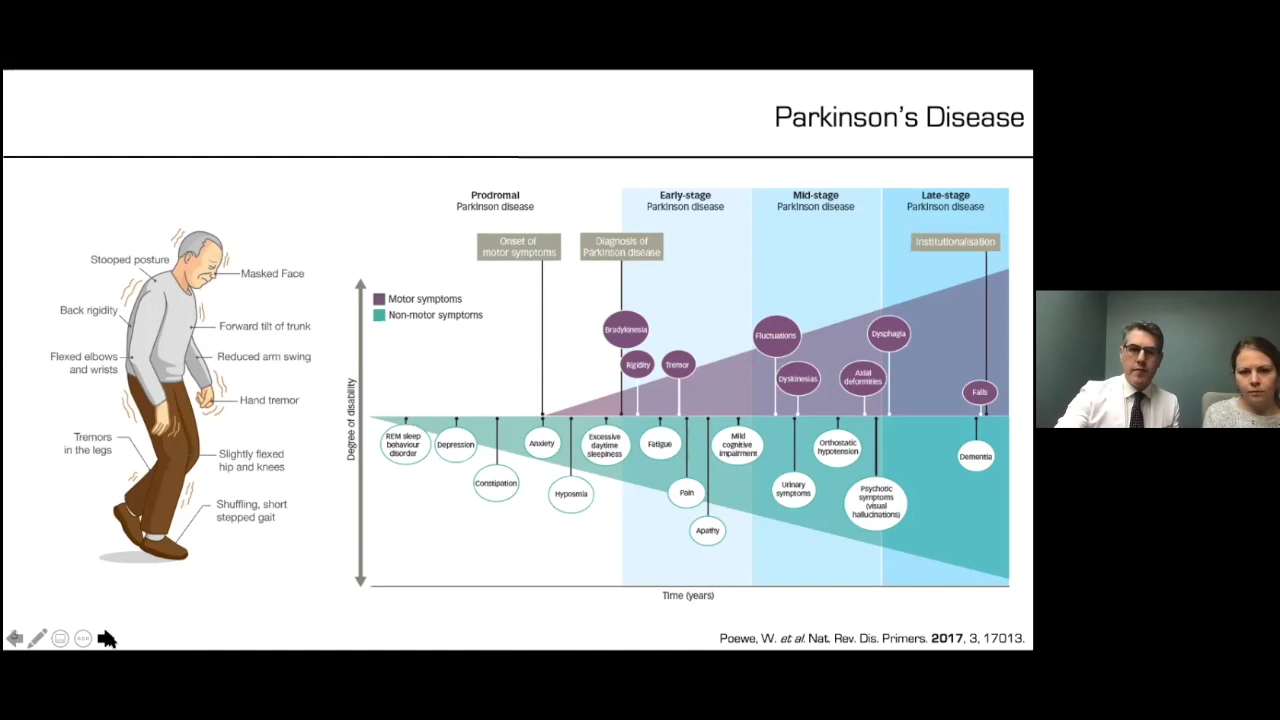 Parkinson's Disease
Stooped posture
Masked Face
Back rigidity
Forward tilt of trunk
Flexed elbows
and wrists
Reduced arm swing
Hand tremor
Tremors
in the legs
Slightly flexed
hip and knees
Shuffling, short
stepped gait
Prodromal
Parkinson disease
Early-stage
Parkinson disease
Mid-stage
Parkinson disease
Late-stage
Parkinson disease
Onset of
motor symptoms
Diagnosis of
Parkinson disease
Institutionalisation
Motor symptoms
Non-motor symptoms
Degree of disability
Bradykinesia
Rigidity
Tremor
Fluctuations
Dyskinesias
Axial
deformities
Dysphagia
Falls
REM sleep
behaviour
disorder
Depression
Constipation
Anxiety
Hyposmia
Excessive
daytime
sleepiness
Fatigue
Pain
Apathy
Mild
cognitive
impairment
Urinary
symptoms
Orthostatic
hypotension
Psychotic
symptoms
(visual
hallucinations)
Dementia
Time (years)
Poewe, W. et al. Nat. Rev. Dis. Primers. 2017, 3, 17013.